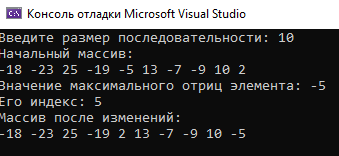 Консоль отладки Microsoft Visual Studio
Введите размер последовательности: 10
Начальный массив:
-18 -23 25 -19 -5 13 -7 -9 10 2
Значение максимального отриц элемента: -5
Его индекс: 5
Массив после изменений:
-18 -23 25 -19 2 13 -7 -9 10 -5